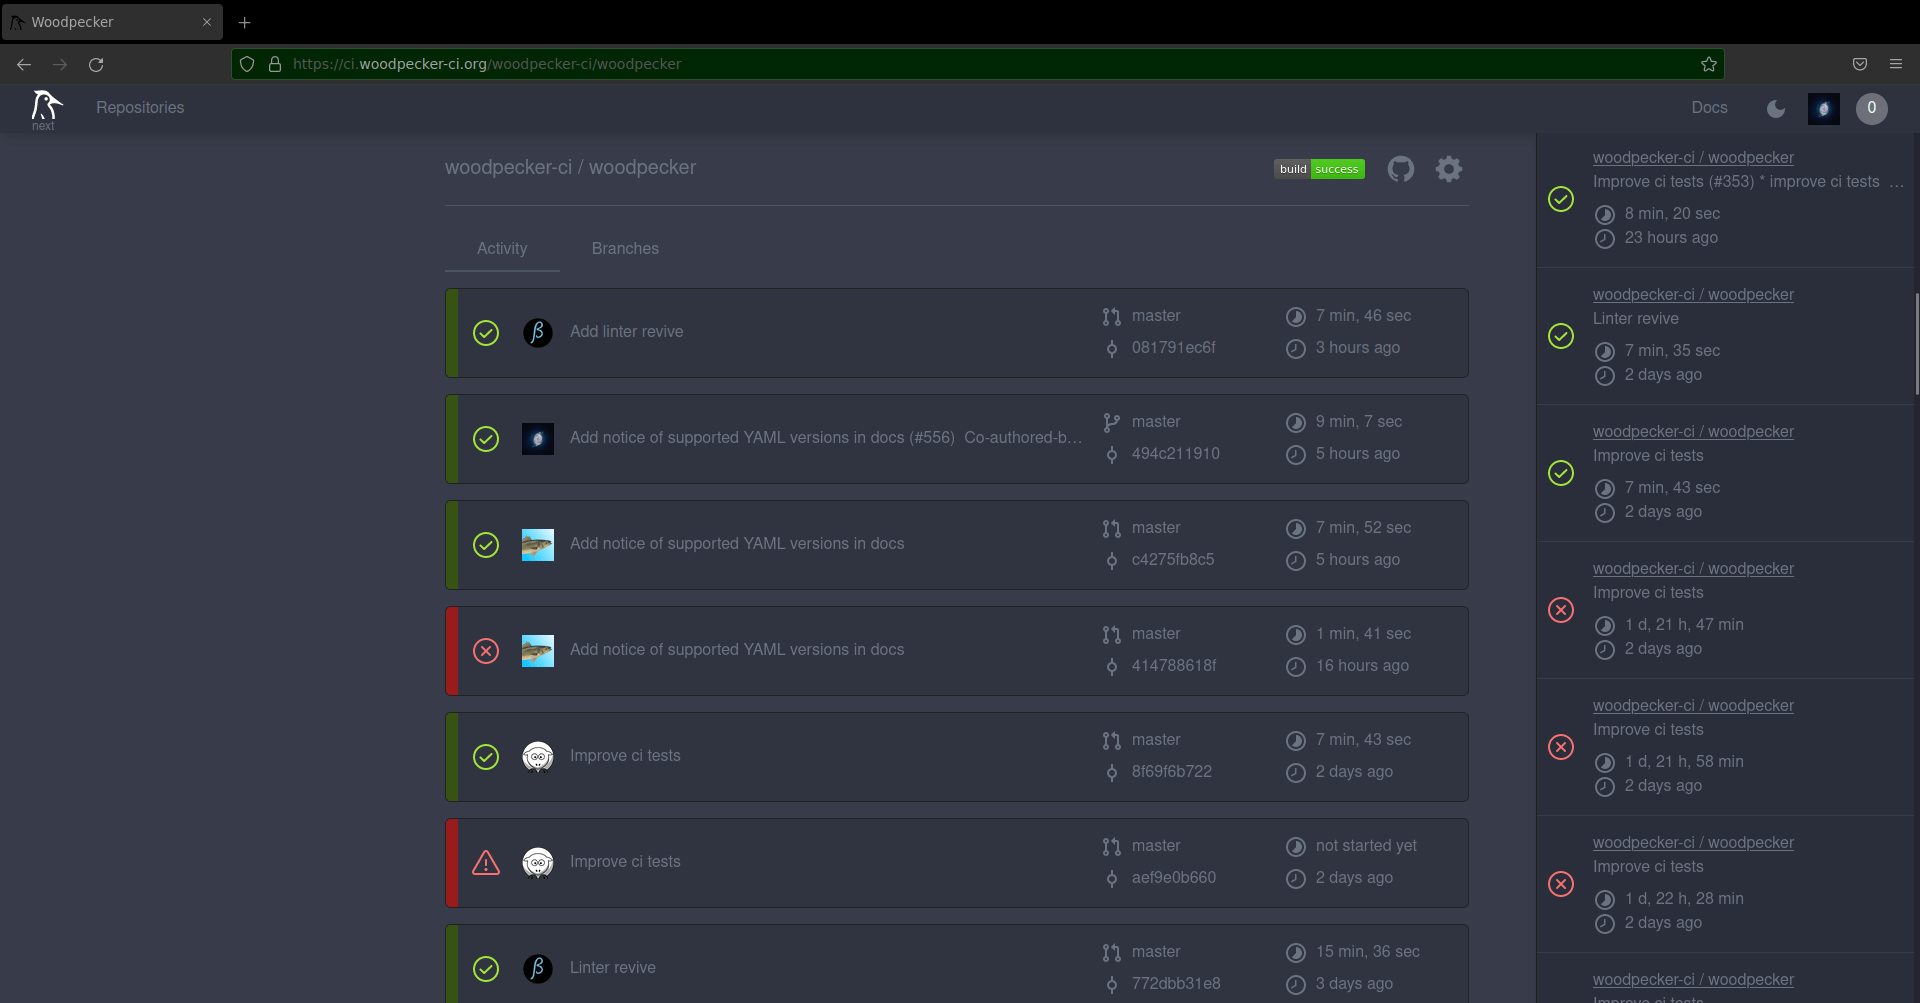 Woodpecker
https://ci.woodpecker-ci.org/woodpecker-ci/woodpecker
next
Repositories
Docs
0
woodpecker-ci / woodpecker
build success
Activity
Branches
β
Add linter revive
master
7 min, 46 sec
081791ec6f
3 hours ago
Add notice of supported YAML versions in docs (#556)  Co-authored-b…
master
9 min, 7 sec
494c211910
5 hours ago
Add notice of supported YAML versions in docs
master
7 min, 52 sec
c4275fb8c5
5 hours ago
Add notice of supported YAML versions in docs
master
1 min, 41 sec
414788618f
16 hours ago
Improve ci tests
master
7 min, 43 sec
8f69f6b722
2 days ago
Improve ci tests
master
not started yet
aef9e0b660
2 days ago
β
Linter revive
master
15 min, 36 sec
772dbb31e8
3 days ago
woodpecker-ci / woodpecker
Improve ci tests (#353) * improve ci tests …
8 min, 20 sec
23 hours ago
woodpecker-ci / woodpecker
Linter revive
7 min, 35 sec
2 days ago
woodpecker-ci / woodpecker
Improve ci tests
7 min, 43 sec
2 days ago
woodpecker-ci / woodpecker
Improve ci tests
1 d, 21 h, 47 min
2 days ago
woodpecker-ci / woodpecker
Improve ci tests
1 d, 21 h, 58 min
2 days ago
woodpecker-ci / woodpecker
Improve ci tests
1 d, 22 h, 28 min
2 days ago
woodpecker-ci / woodpecker
Improve ci tests